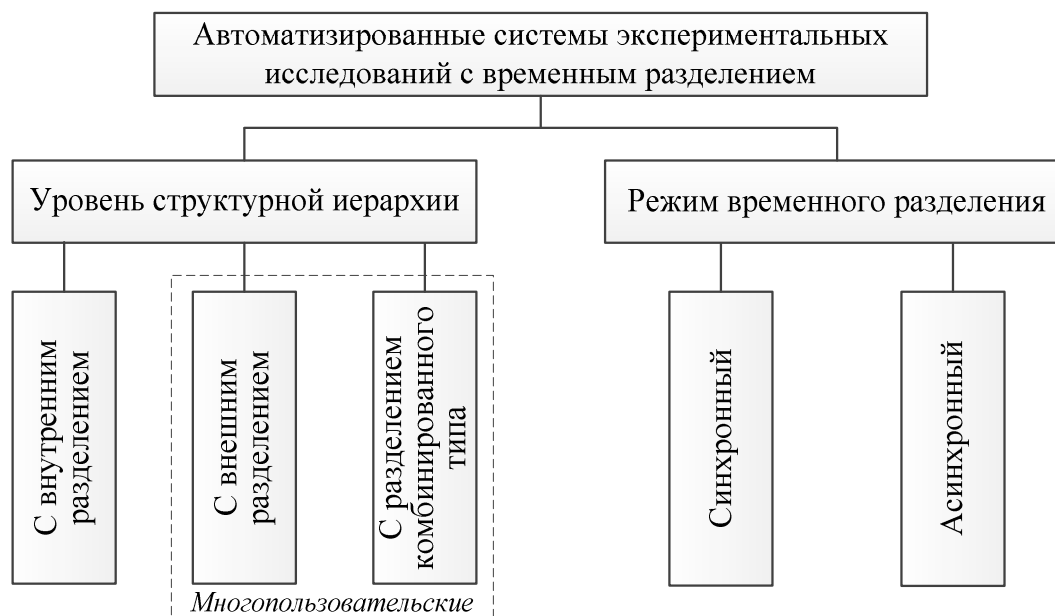 Автоматизированные системы экспериментальных
исследований с временным разделением
Уровень структурной иерархии
Режим временного разделения
С внутренним
разделением
С внешним
разделением
С разделением
комбинированного
типа
Синхронный
Асинхронный
Многопользовательские